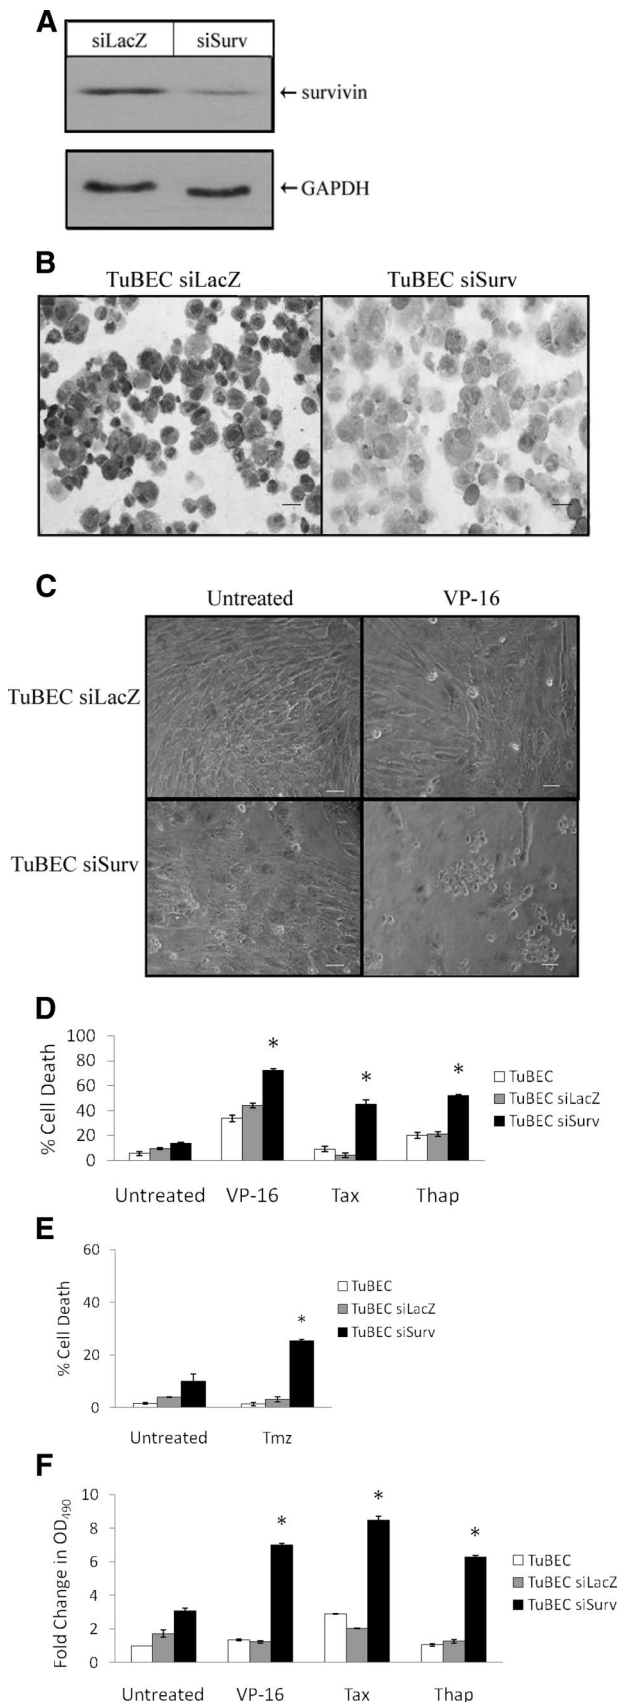 A
siLacZ siSurv
← survivin
← GAPDH
B
TuBEC siLacZ TuBEC siSurv
C
Untreated VP-16
TuBEC siLacZ
TuBEC siSurv
D
% Cell Death
100
80
60
40
20
0
* * *
TuBEC
TuBEC siLacZ
TuBEC siSurv
Untreated VP-16 Tax Thap
E
% Cell Death
60
40
20
0
*
TuBEC
TuBEC siLacZ
TuBEC siSurv
Untreated Tmz
F
Fold Change in OD490
10
8
6
4
2
0
* * *
TuBEC
TuBEC siLacZ
TuBEC siSurv
Untreated VP-16 Tax Thap